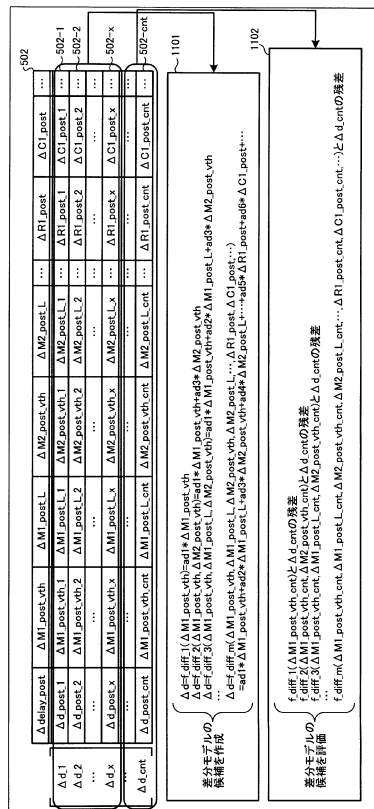 502
502-1
502-2
502-x
502-cnt
Δdelay_post ΔM1_post_vth ΔM1_post_L ΔM2_post_vth ΔM2_post_L … ΔR1_post ΔC1_post …
Δd_1 Δd_post_1 ΔM1_post_vth_1 ΔM1_post_L_1 ΔM2_post_vth_1 ΔM2_post_L_1 … ΔR1_post_1 ΔC1_post_1 …
Δd_2 Δd_post_2 ΔM1_post_vth_2 ΔM1_post_L_2 ΔM2_post_vth_2 ΔM2_post_L_2 … ΔR1_post_2 ΔC1_post_2 …
… … … … … …
Δd_x Δd_post_x ΔM1_post_vth_x ΔM1_post_L_x ΔM2_post_vth_x ΔM2_post_L_x … ΔR1_post_x ΔC1_post_x …
… … … … … …
Δd_cnt Δd_post_cnt ΔM1_post_vth_cnt ΔM1_post_L_cnt ΔM2_post_vth_cnt ΔM2_post_L_cnt … ΔR1_post_cnt ΔC1_post_cnt …
1101
差分モデルの
候補を作成
Δd=f_diff_1(ΔM1_post_vth)=ad1*ΔM1_post_vth
Δd=f_diff_2(ΔM1_post_vth, ΔM2_post_vth)=ad1*ΔM1_post_vth+ad3*ΔM2_post_vth
Δd=f_diff_3(ΔM1_post_vth, ΔM1_post_L, ΔM2_post_vth)=ad1*ΔM1_post_vth+ad2*ΔM1_post_L+ad3*ΔM2_post_vth
…
Δd=f_diff_m(ΔM1_post_vth, ΔM1_post_L, ΔM2_post_vth, ΔM2_post_L, … ΔR1_post, ΔC1_post, …)
=ad1*ΔM1_post_vth+ad2*ΔM1_post_L+ad3*ΔM2_post_vth+ad4*ΔM2_post_L+…+ad5*ΔR1_post+ad6*ΔC1_post+…
1102
差分モデルの
候補を評価
f_diff_1(ΔM1_post_vth_cnt)とΔd_cntの残差
f_diff_2(ΔM1_post_vth_cnt, ΔM2_post_vth_cnt)とΔd_cntの残差
f_diff_3(ΔM1_post_vth_cnt, ΔM1_post_L_cnt, ΔM2_post_vth_cnt)とΔd_cntの残差
…
f_diff_m(ΔM1_post_vth_cnt, ΔM1_post_L_cnt, ΔM2_post_vth_cnt, ΔM2_post_L_cnt, … ΔR1_post_cnt, ΔC1_post_cnt, …)とΔd_cntの残差